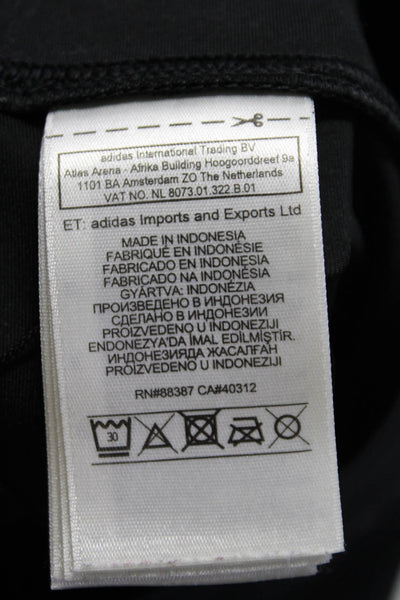 adidas International Trading BV
Atlas Arena - Afrika Building Hoogoorddreef 9a
1101 BA Amsterdam ZO The Netherlands
VAT NO. NL 8073.01.322.B.01
ET: adidas Imports and Exports Ltd
MADE IN INDONESIA
FABRIQUÉ EN INDONÉSIE
FABRICADO EN INDONESIA
FABRICADO NA INDONÉSIA
GYÁRTVA: INDONÉZIA
ПРОИЗВЕДЕНО В ИНДОНЕЗИЯ
СДЕЛАНО В ИНДОНЕЗИИ
PROIZVEDENO U INDONEZIJI
ENDONEZYA'DA İMAL EDİLMİŞTİR.
ИНДОНЕЗИЯДА ЖАСАЛҒАН
PROIZVEDENO U INDONEZIJI
RN#88387 CA#40312
30